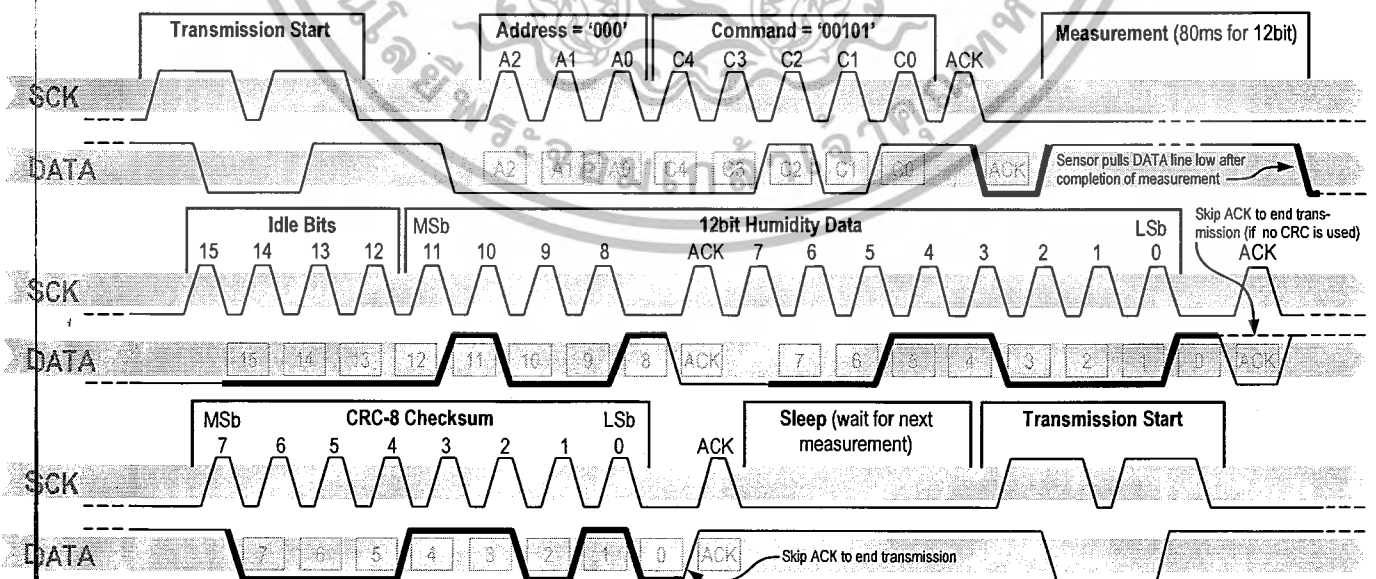 Transmission Start
Address = '000'
Command = '00101'
Measurement (80ms for 12bit)
A2 A1 A0 C4 C3 C2 C1 C0 ACK
SCK
DATA
A2 A1 A0 C4 C3 C2 C1 C0 ACK
Sensor pulls DATA line low after
completion of measurement
Idle Bits
MSb
12bit Humidity Data
LSb
Skip ACK to end trans-
mission (if no CRC is used)
15 14 13 12 11 10 9 8 ACK 7 6 5 4 3 2 1 0 ACK
SCK
DATA
15 14 13 12 11 10 9 8 ACK 7 6 5 4 3 2 1 0 ACK
MSb
CRC-8 Checksum
LSb
Sleep (wait for next
measurement)
Transmission Start
7 6 5 4 3 2 1 0 ACK
SCK
DATA
7 6 5 4 3 2 1 0 ACK
Skip ACK to end transmission